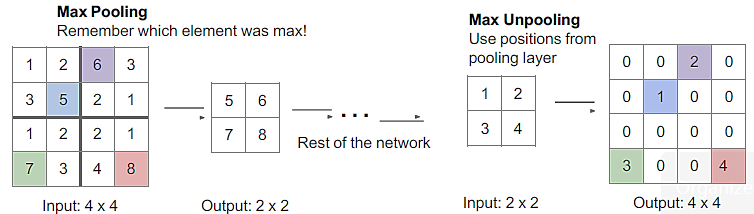 Max Pooling
Remember which element was max!
1 2 6 3
3 5 2 1
1 2 2 1
7 3 4 8
Input: 4 x 4
5 6
7 8
Output: 2 x 2
...
Rest of the network
Max Unpooling
Use positions from
pooling layer
1 2
3 4
Input: 2 x 2
0 0 2 0
0 1 0 0
0 0 0 0
3 0 0 4
Output: 4 x 4